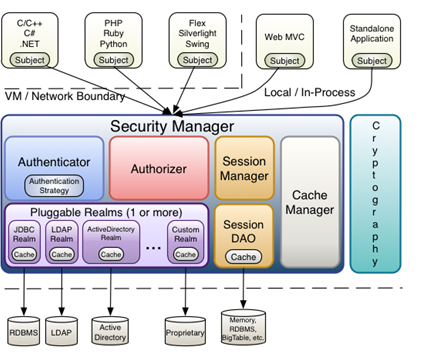 C/C++
C#
.NET
Subject
PHP
Ruby
Python
Subject
Flex
Silverlight
Swing
Subject
Web MVC
Subject
Standalone
Application
Subject
VM / Network Boundary
Local / In-Process
Security Manager
Authenticator
Authentication
Strategy
Authorizer
Session
Manager
Cache
Manager
Cryptography
Pluggable Realms (1 or more)
JDBC
Realm
Cache
LDAP
Realm
Cache
ActiveDirectory
Realm
Cache
...
Custom
Realm
Cache
Session
DAO
Cache
RDBMS
LDAP
Active
Directory
Proprietary
Memory,
RDBMS,
BigTable, etc.